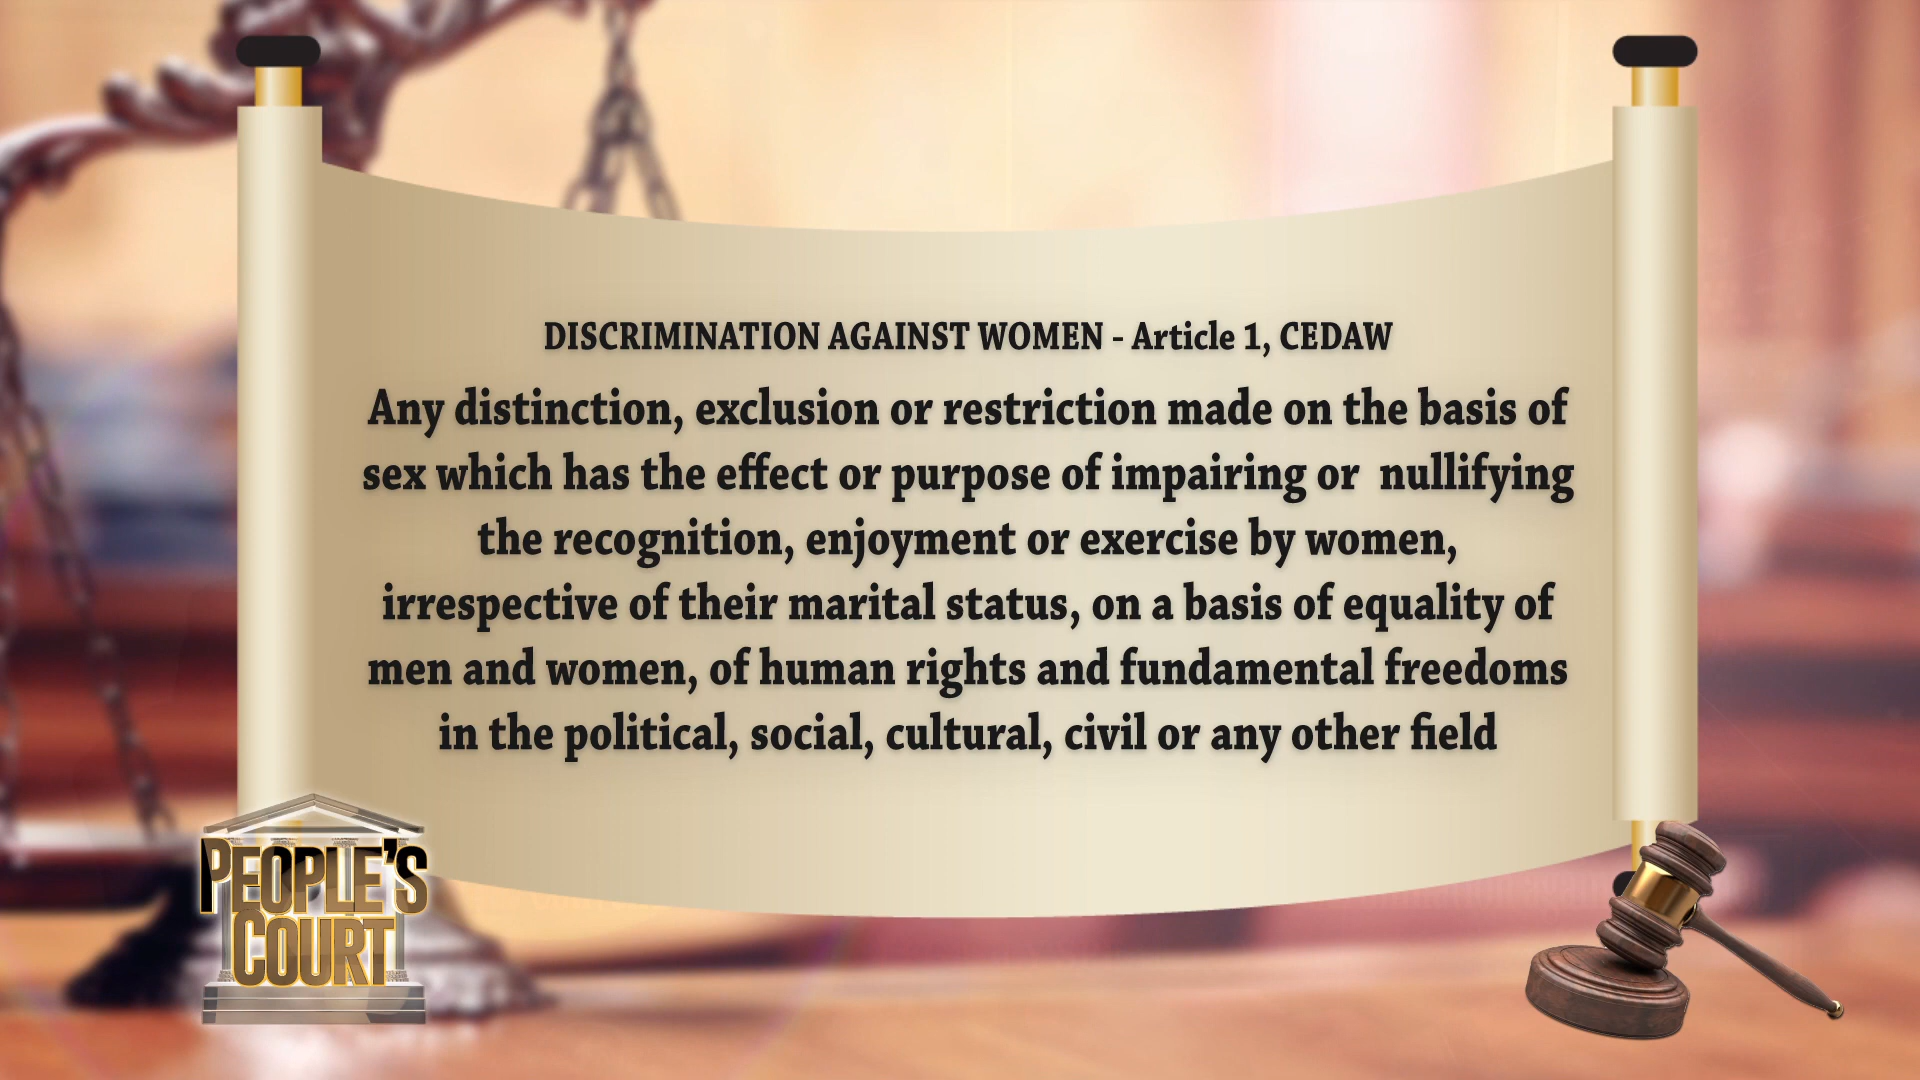 DISCRIMINATION AGAINST WOMEN - Article 1, CEDAW
Any distinction, exclusion or restriction made on the basis of
sex which has the effect or purpose of impairing or  nullifying
the recognition, enjoyment or exercise by women,
irrespective of their marital status, on a basis of equality of
men and women, of human rights and fundamental freedoms
in the political, social, cultural, civil or any other field
PEOPLE'S
COURT